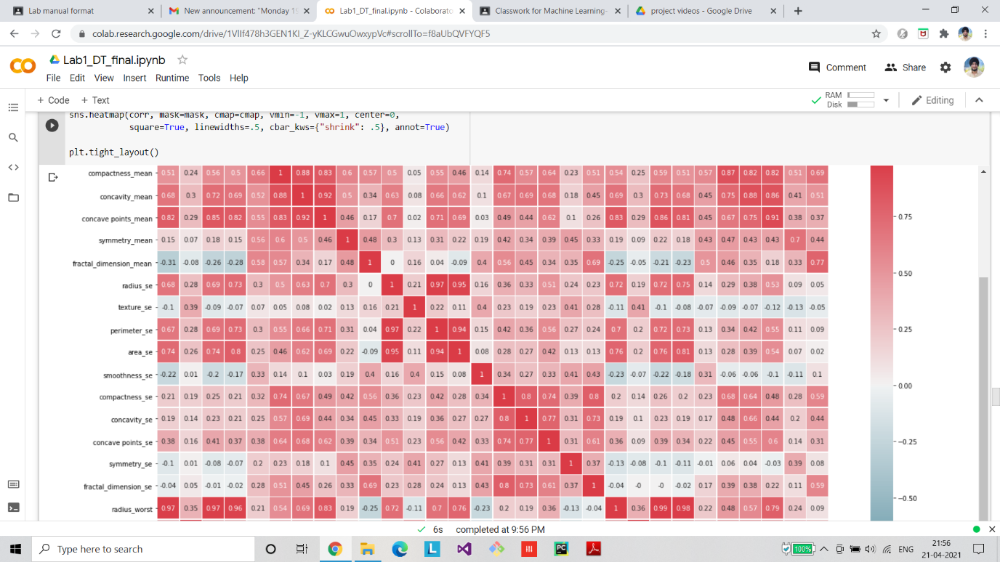 Lab manual format
New announcement: "Monday 19
Lab1_DT_final.ipynb - Colaborato
Classwork for Machine Learning-
project videos - Google Drive
colab.research.google.com/drive/1VIIf478h3GEN1KI_Z-yKLCGwuOwxypVc#scrollTo=f8aUbQVFYQF5
Lab1_DT_final.ipynb
File Edit View Insert Runtime Tools Help
Comment Share
+ Code + Text
RAM
Disk
Editing
sns.heatmap(corr, mask=mask, cmap=cmap, vmin=-1, vmax=1, center=0,
square=True, linewidths=.5, cbar_kws={"shrink": .5}, annot=True)
plt.tight_layout()
compactness_mean 0.51 0.24 0.56 0.5 0.66 1 0.88 0.83 0.6 0.57 0.5 0.05 0.55 0.46 0.14 0.74 0.57 0.64 0.23 0.51 0.54 0.25 0.59 0.51 0.57 0.87 0.82 0.82 0.51 0.69
concavity_mean 0.68 0.3 0.72 0.69 0.52 0.88 1 0.92 0.5 0.34 0.63 0.08 0.66 0.62 0.1 0.67 0.69 0.68 0.18 0.45 0.69 0.3 0.73 0.68 0.45 0.75 0.88 0.86 0.41 0.51
concave points_mean 0.82 0.29 0.85 0.82 0.55 0.83 0.92 1 0.46 0.17 0.7 0.02 0.71 0.69 0.03 0.49 0.44 0.62 0.1 0.26 0.83 0.29 0.86 0.81 0.45 0.67 0.75 0.91 0.38 0.37
symmetry_mean 0.15 0.07 0.18 0.15 0.56 0.6 0.5 0.46 1 0.48 0.3 0.13 0.31 0.22 0.19 0.42 0.34 0.39 0.45 0.33 0.19 0.09 0.22 0.18 0.43 0.47 0.43 0.43 0.7 0.44
fractal_dimension_mean -0.31 -0.08 -0.26 -0.28 0.58 0.57 0.34 0.17 0.48 1 0 0.16 0.04 -0.09 0.4 0.56 0.45 0.34 0.35 0.69 -0.25 -0.05 -0.21 -0.23 0.5 0.46 0.35 0.18 0.33 0.77
radius_se 0.68 0.28 0.69 0.73 0.3 0.5 0.63 0.7 0.3 0 1 0.21 0.97 0.95 0.16 0.36 0.33 0.51 0.24 0.23 0.72 0.19 0.72 0.75 0.14 0.29 0.38 0.53 0.09 0.05
texture_se -0.1 0.39 -0.09 -0.07 0.07 0.05 0.08 0.02 0.13 0.16 0.21 1 0.22 0.11 0.4 0.23 0.19 0.23 0.41 0.28 -0.11 0.41 -0.1 -0.08 -0.07 -0.09 -0.07 -0.12 -0.13 -0.05
perimeter_se 0.67 0.28 0.69 0.73 0.3 0.55 0.66 0.71 0.31 0.04 0.97 0.22 1 0.94 0.15 0.42 0.36 0.56 0.27 0.24 0.7 0.2 0.72 0.73 0.13 0.34 0.42 0.55 0.11 0.09
area_se 0.74 0.26 0.74 0.8 0.25 0.46 0.62 0.69 0.22 -0.09 0.95 0.11 0.94 1 0.08 0.28 0.27 0.42 0.13 0.13 0.76 0.2 0.76 0.81 0.13 0.28 0.39 0.54 0.07 0.02
smoothness_se -0.22 0.01 -0.2 -0.17 0.33 0.14 0.1 0.03 0.19 0.4 0.16 0.4 0.15 0.08 1 0.34 0.27 0.33 0.41 0.43 -0.23 -0.07 -0.22 -0.18 0.31 -0.06 -0.06 -0.1 -0.11 0.1
compactness_se 0.21 0.19 0.25 0.21 0.32 0.74 0.67 0.49 0.42 0.56 0.36 0.23 0.42 0.28 0.34 1 0.8 0.74 0.39 0.8 0.2 0.14 0.26 0.2 0.23 0.68 0.64 0.48 0.28 0.59
concavity_se 0.19 0.14 0.23 0.21 0.25 0.57 0.69 0.44 0.34 0.45 0.33 0.19 0.36 0.27 0.27 0.8 1 0.77 0.31 0.73 0.19 0.1 0.23 0.19 0.17 0.48 0.66 0.44 0.2 0.44
concave points_se 0.38 0.16 0.41 0.37 0.38 0.64 0.68 0.62 0.39 0.34 0.51 0.23 0.56 0.42 0.33 0.74 0.77 1 0.31 0.61 0.36 0.09 0.39 0.34 0.22 0.45 0.55 0.6 0.14 0.31
symmetry_se -0.1 0.01 -0.08 -0.07 0.2 0.23 0.18 0.1 0.45 0.35 0.24 0.41 0.27 0.13 0.41 0.39 0.31 0.31 1 0.37 -0.13 -0.08 -0.1 -0.11 -0.01 0.06 0.04 -0.03 0.39 0.08
fractal_dimension_se -0.04 0.05 -0.01 -0.02 0.28 0.51 0.45 0.26 0.33 0.69 0.23 0.28 0.24 0.13 0.43 0.8 0.73 0.61 0.37 1 -0.04 -0 -0 -0.02 0.17 0.39 0.38 0.22 0.11 0.59
radius_worst 0.97 0.35 0.97 0.96 0.21 0.54 0.69 0.83 0.19 -0.25 0.72 -0.11 0.7 0.76 -0.23 0.2 0.19 0.36 -0.13 -0.04 1 0.36 0.99 0.98 0.22 0.48 0.57 0.79 0.24 0.09
0.75
0.50
0.25
0.00
-0.25
-0.50
6s completed at 9:56 PM
Type here to search
100%
ENG
21:56
21-04-2021